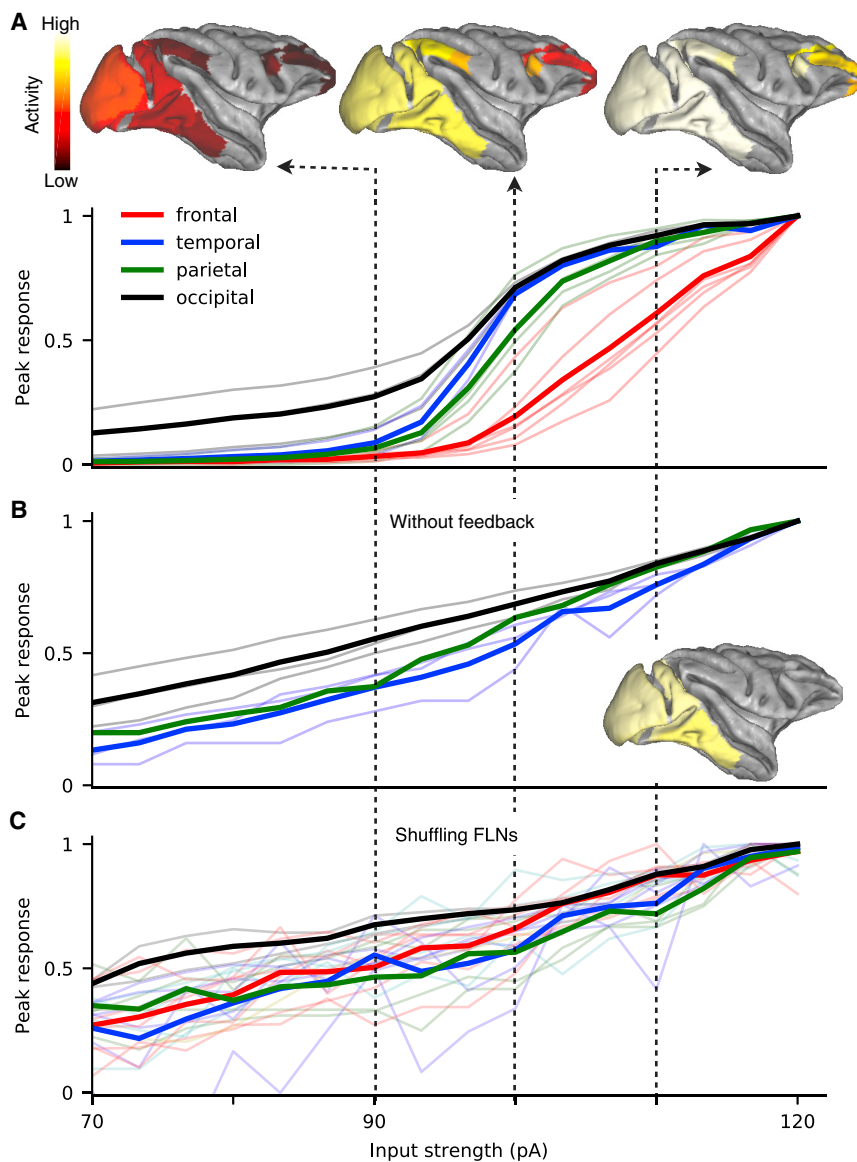 A
High
Activity
Low
1
0.5
0
Peak response
frontal
temporal
parietal
occipital
B
Without feedback
1
0.5
0
Peak response
C
Shuffling FLNs
1
0.5
0
Peak response
70
90
120
Input strength (pA)